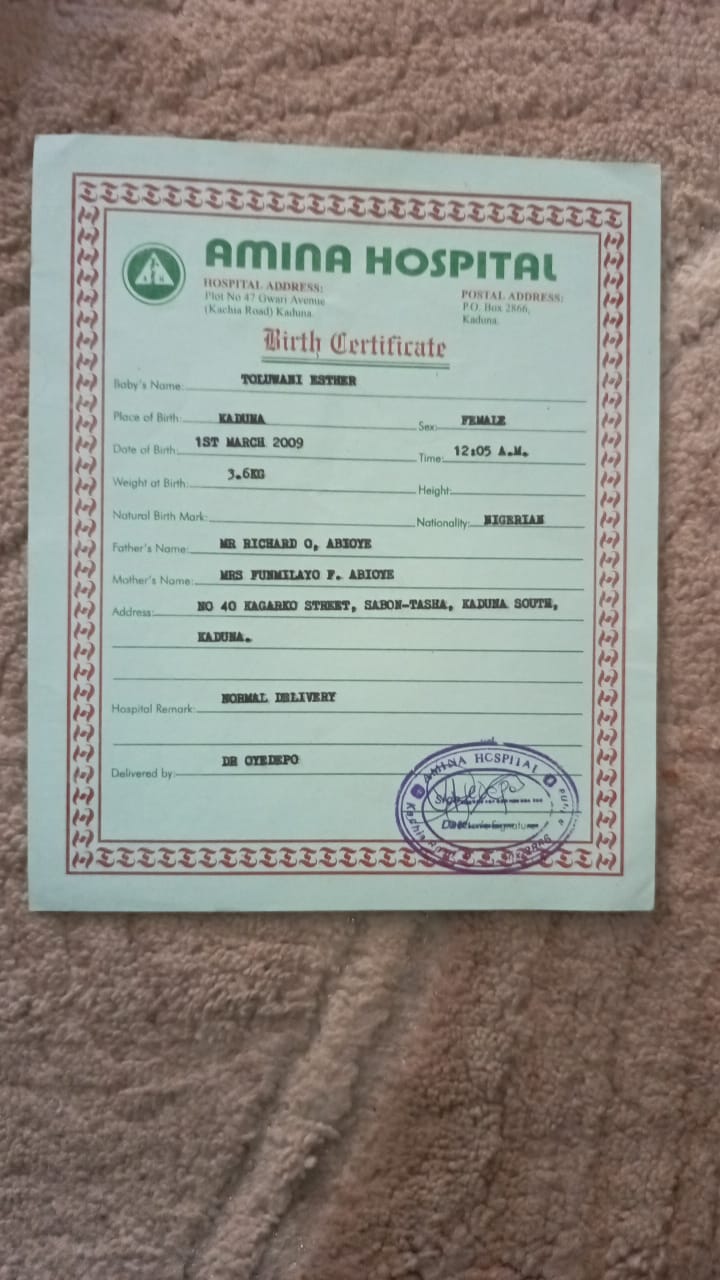 AMINA HOSPITAL
HOSPITAL ADDRESS:
Plot No 47 Gwari Avenue
(Kachia Road) Kaduna.
POSTAL ADDRESS:
P.O. Box 2866,
Kaduna.
Birth Certificate
Baby's Name: TOLUWANI ESTHER
Place of Birth: KADUNA Sex: FEMALE
Date of Birth: 1ST MARCH 2009 Time: 12:05 A.M.
Weight at Birth: 3.6KG Height:
Natural Birth Mark: Nationality: NIGERIAN
Father's Name: MR RICHARD O. ABIOYE
Mother's Name: MRS FUNMILAYO F. ABIOYE
Address: NO 40 KAGARKO STREET, SABON-TASHA, KADUNA SOUTH,
KADUNA.
Hospital Remark: NORMAL DELIVERY
Delivered by: DR OYEDEPO
AMINA HOSPITAL